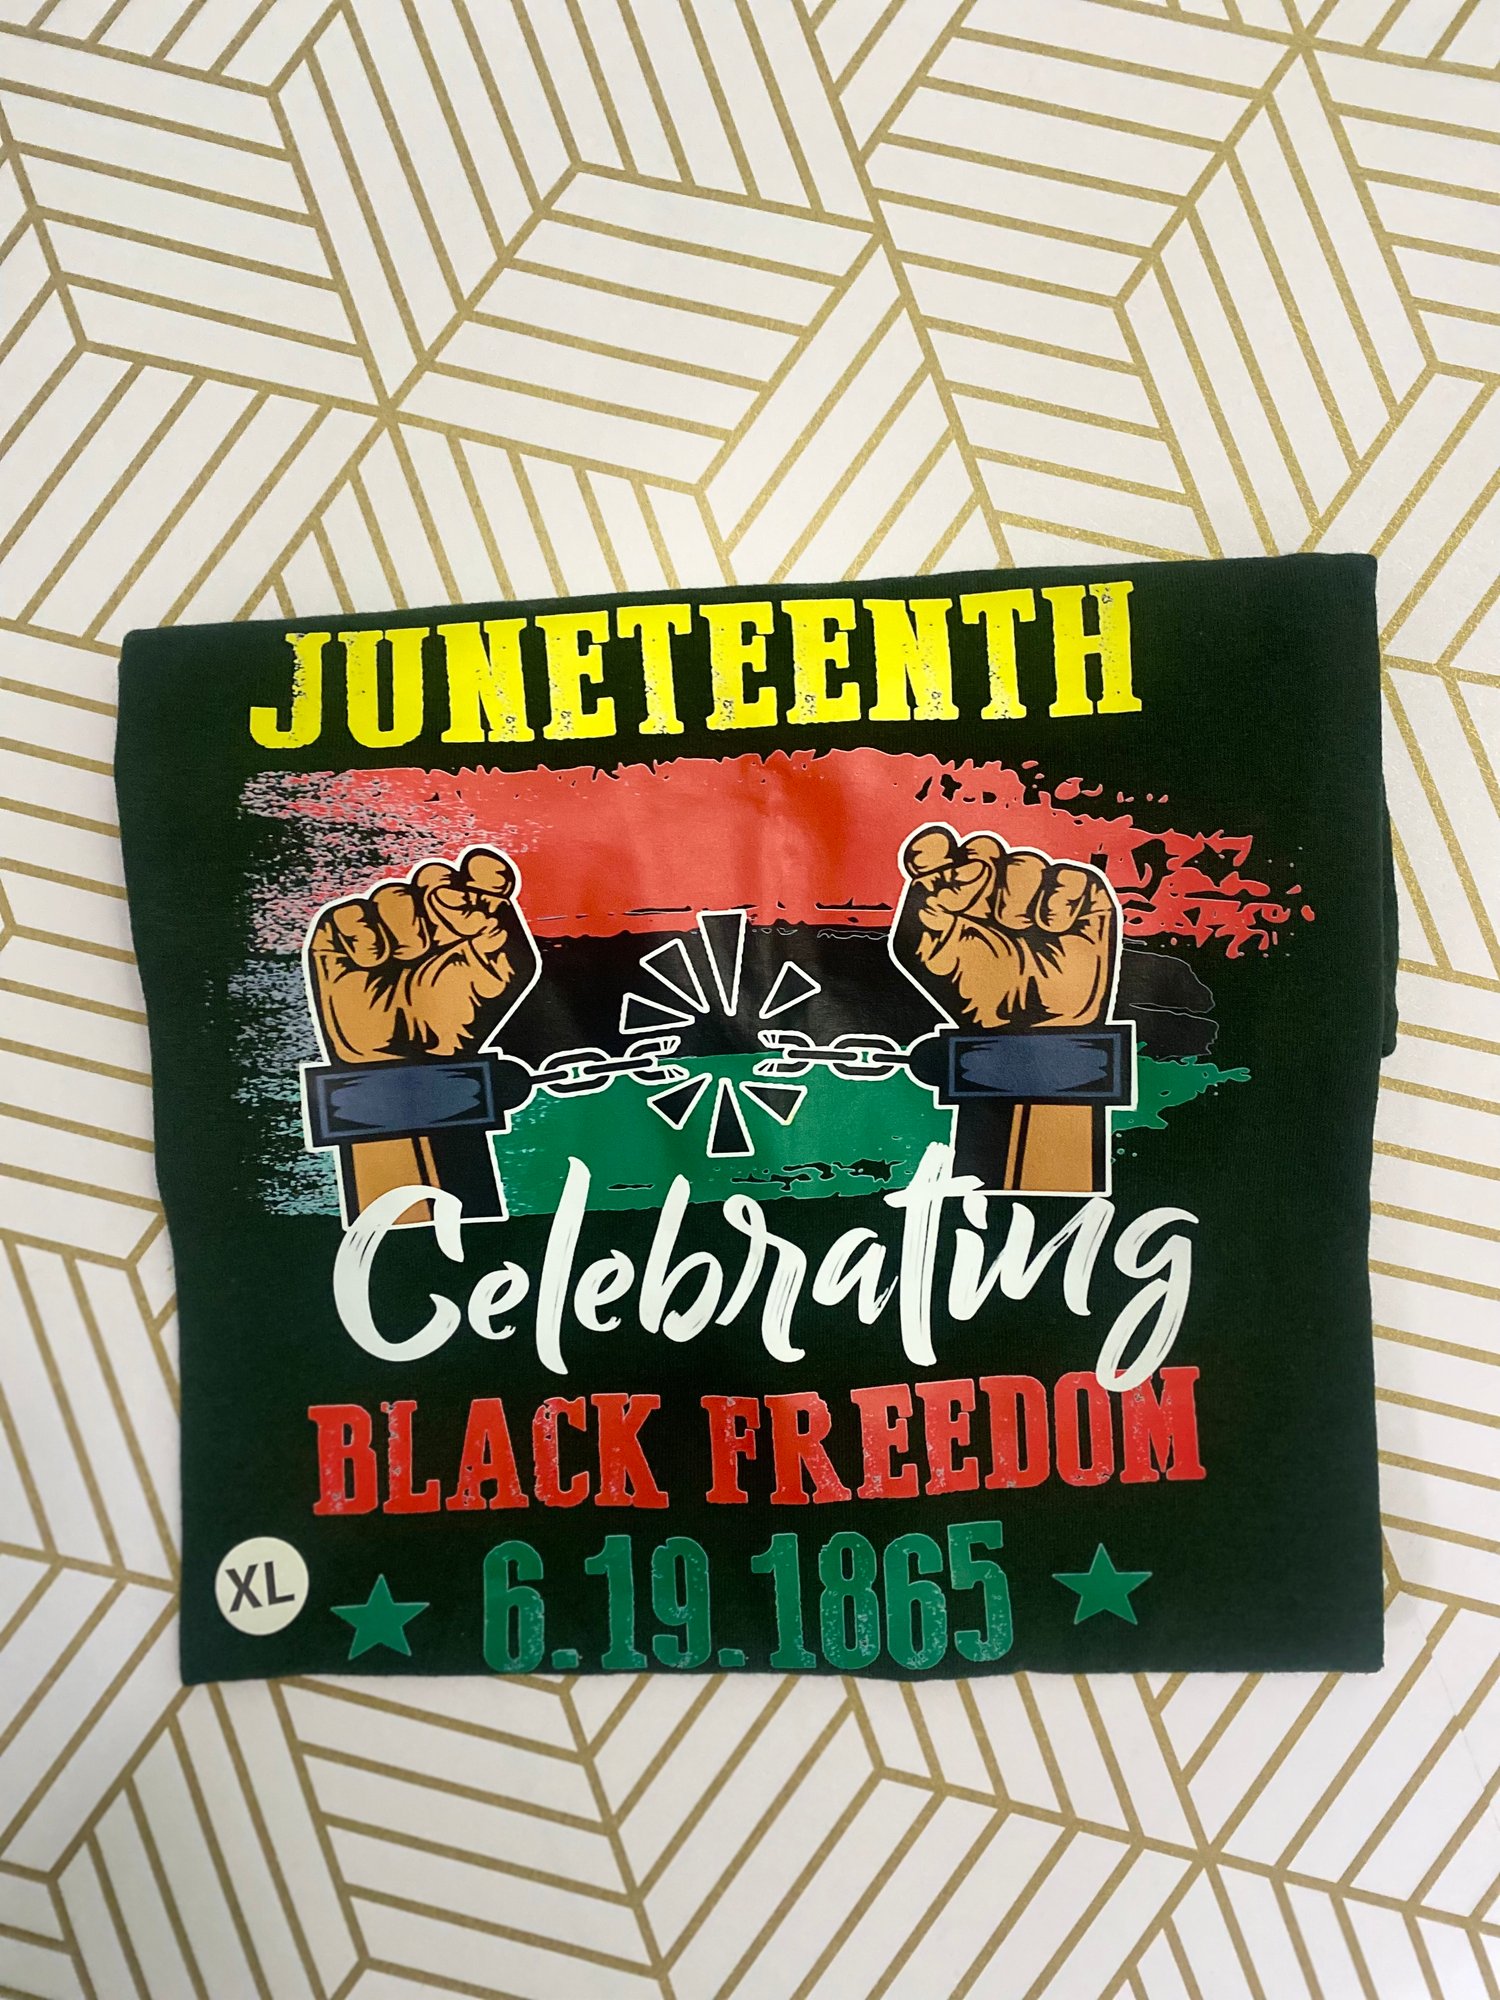 JUNETEENTH
Celebrating
BLACK FREEDOM
6.19.1865
XL